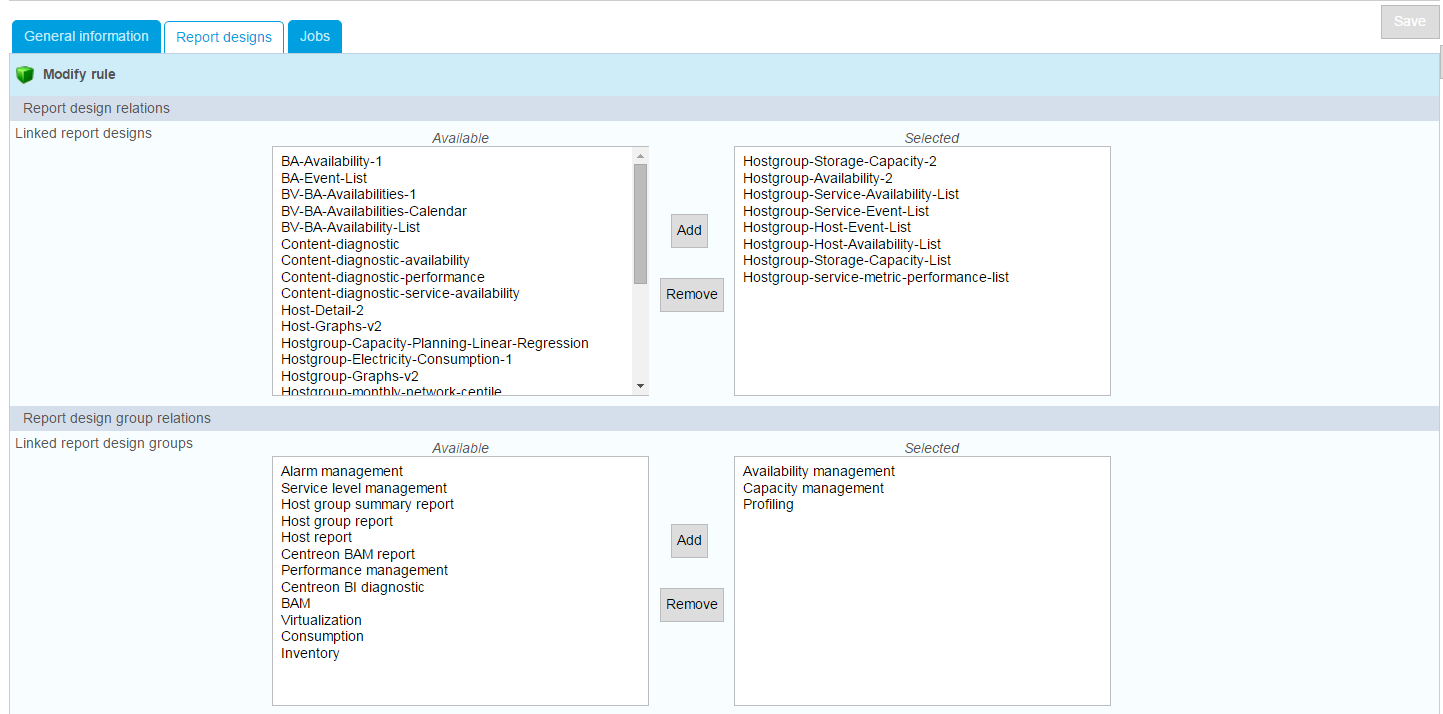 Save
General information
Report designs
Jobs
Modify rule
Report design relations
Linked report designs
Available
Selected
BA-Availability-1
BA-Event-List
BV-BA-Availabilities-1
BV-BA-Availabilities-Calendar
BV-BA-Availability-List
Content-diagnostic
Content-diagnostic-availability
Content-diagnostic-performance
Content-diagnostic-service-availability
Host-Detail-2
Host-Graphs-v2
Hostgroup-Capacity-Planning-Linear-Regression
Hostgroup-Electricity-Consumption-1
Hostgroup-Graphs-v2
Hostgroup-monthly-network-centile
Add
Remove
Hostgroup-Storage-Capacity-2
Hostgroup-Availability-2
Hostgroup-Service-Availability-List
Hostgroup-Service-Event-List
Hostgroup-Host-Event-List
Hostgroup-Host-Availability-List
Hostgroup-Storage-Capacity-List
Hostgroup-service-metric-performance-list
Report design group relations
Linked report design groups
Available
Selected
Alarm management
Service level management
Host group summary report
Host group report
Host report
Centreon BAM report
Performance management
Centreon BI diagnostic
BAM
Virtualization
Consumption
Inventory
Add
Remove
Availability management
Capacity management
Profiling